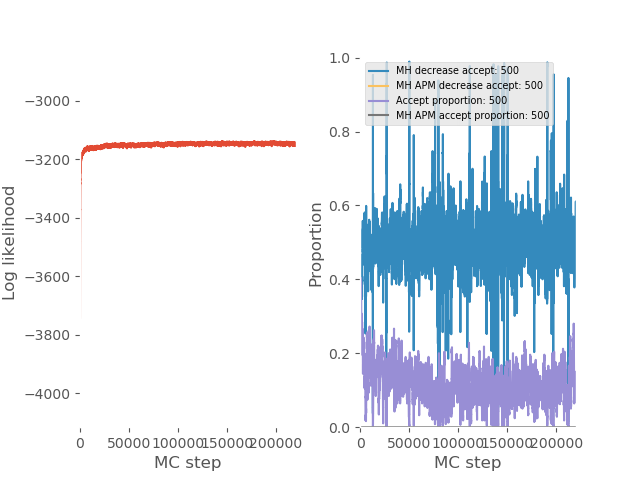 Log likelihood
−3000
−3200
−3400
−3600
−3800
−4000
0 50000 100000 150000 200000
MC step
Proportion
1.0
0.8
0.6
0.4
0.2
0.0
MH decrease accept: 500
MH APM decrease accept: 500
Accept proportion: 500
MH APM accept proportion: 500
0 50000 100000 150000 200000
MC step